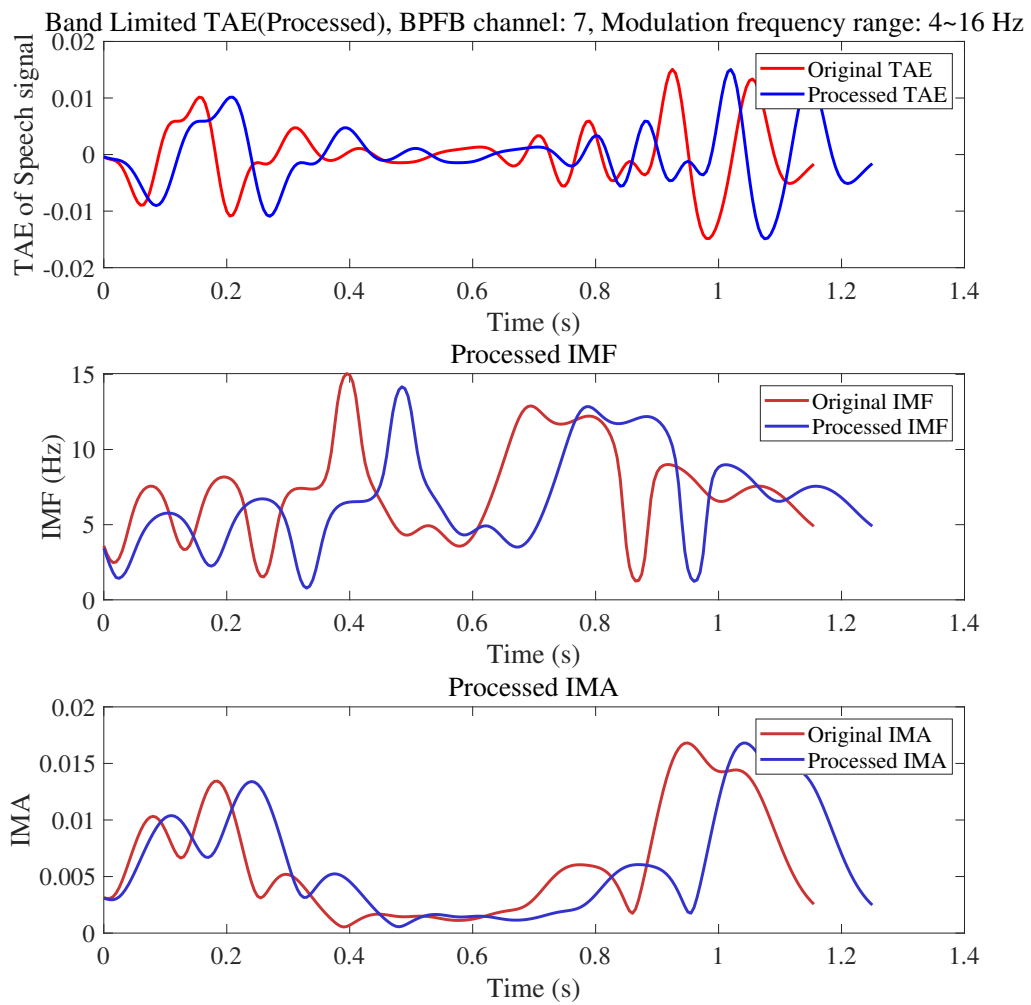 Band Limited TAE(Processed), BPFB channel: 7, Modulation frequency range: 4~16 Hz
0.02
0.01
0
-0.01
-0.02
TAE of Speech signal
Original TAE
Processed TAE
0 0.2 0.4 0.6 0.8 1 1.2 1.4
Time (s)
Processed IMF
15
10
5
0
IMF (Hz)
Original IMF
Processed IMF
0 0.2 0.4 0.6 0.8 1 1.2 1.4
Time (s)
Processed IMA
0.02
0.015
0.01
0.005
0
IMA
Original IMA
Processed IMA
0 0.2 0.4 0.6 0.8 1 1.2 1.4
Time (s)